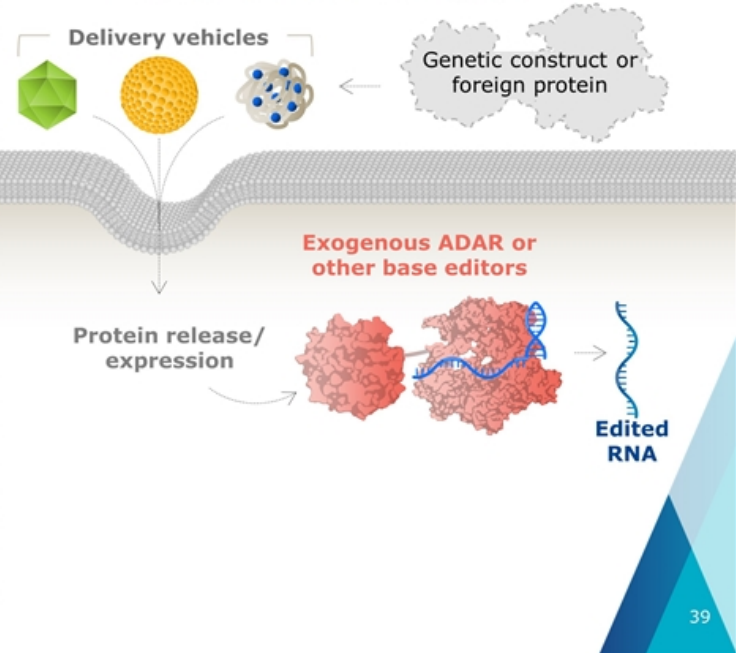 Delivery vehicles
Genetic construct or
foreign protein
Exogenous ADAR or
other base editors
Protein release/
expression
Edited
RNA
39